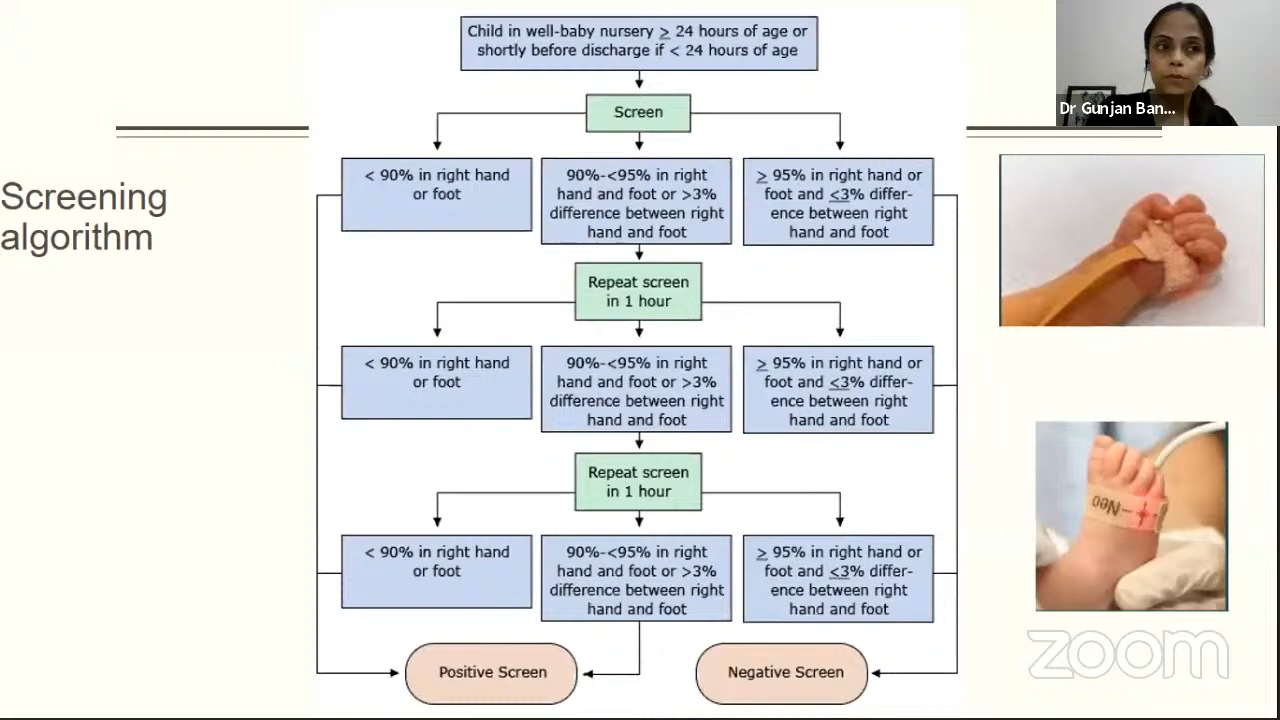 Dr Gunjan Ban...
Screening
algorithm
Child in well-baby nursery ≥ 24 hours of age or
shortly before discharge if < 24 hours of age
Screen
< 90% in right hand
or foot
90%-<95% in right
hand and foot or >3%
difference between right
hand and foot
≥ 95% in right hand or
foot and ≤3% differ-
ence between right
hand and foot
Repeat screen
in 1 hour
< 90% in right hand
or foot
90%-<95% in right
hand and foot or >3%
difference between right
hand and foot
≥ 95% in right hand or
foot and ≤3% differ-
ence between right
hand and foot
Repeat screen
in 1 hour
< 90% in right hand
or foot
90%-<95% in right
hand and foot or >3%
difference between right
hand and foot
≥ 95% in right hand or
foot and ≤3% differ-
ence between right
hand and foot
Positive Screen
Negative Screen
Neo
zoom